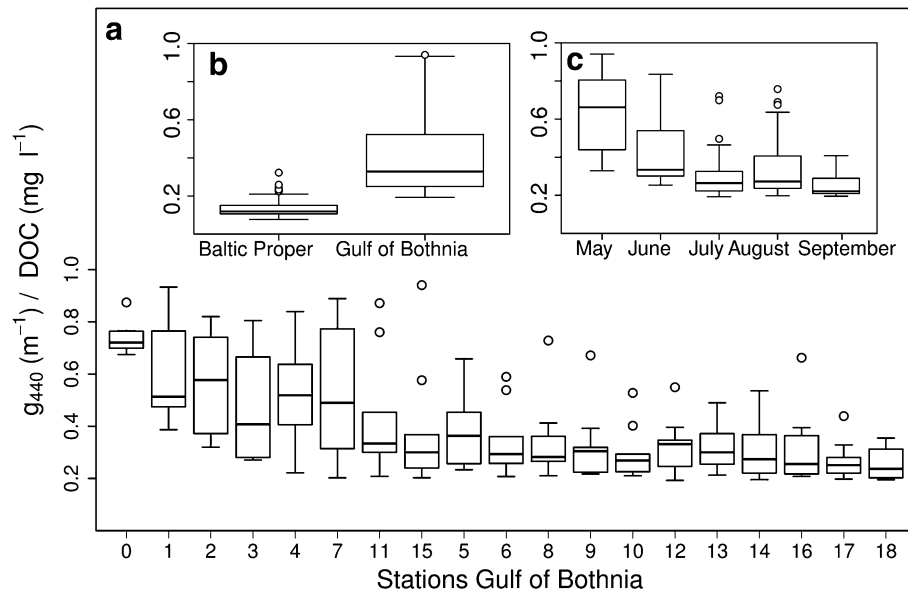 a
b
1.0
0.6
0.2
Baltic Proper Gulf of Bothnia
c
1.0
0.6
0.2
May June July August September
g440 (m−1) / DOC (mg l−1)
1.0
0.8
0.6
0.4
0.2
0 1 2 3 4 7 11 15 5 6 8 9 10 12 13 14 16 17 18
Stations Gulf of Bothnia